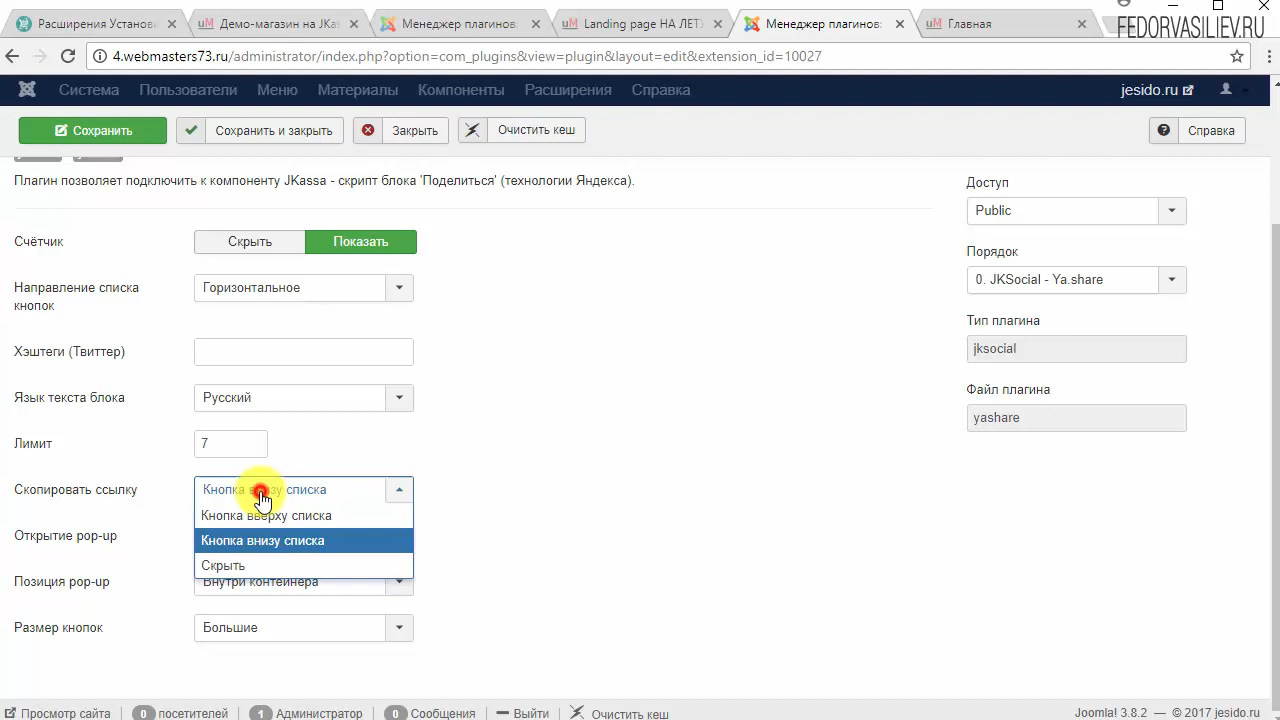 Расширения Установи
Демо-магазин на JKas
Менеджер плагинов:
Landing page НА ЛЕТУ
Менеджер плагинов:
Главная
FEDORVASILIEV.RU
4.webmasters73.ru/administrator/index.php?option=com_plugins&view=plugin&layout=edit&extension_id=10027
Система Пользователи Меню Материалы Компоненты Расширения Справка jesido.ru
Сохранить Сохранить и закрыть Закрыть Очистить кеш Справка
Плагин позволяет подключить к компоненту JKassa - скрипт блока 'Поделиться' (технологии Яндекса).
Счётчик Скрыть Показать
Направление списка кнопок Горизонтальное
Хэштеги (Твиттер)
Язык текста блока Русский
Лимит 7
Скопировать ссылку Кнопка внизу списка
Кнопка вверху списка
Кнопка внизу списка
Скрыть
Открытие pop-up
Позиция pop-up Внутри контейнера
Размер кнопок Большие
Доступ
Public
Порядок
0. JKSocial - Ya.share
Тип плагина
jksocial
Файл плагина
yashare
Просмотр сайта 0 посетителей 1 Администратор 0 Сообщения Выйти Очистить кеш Joomla! 3.8.2 — © 2017 jesido.ru